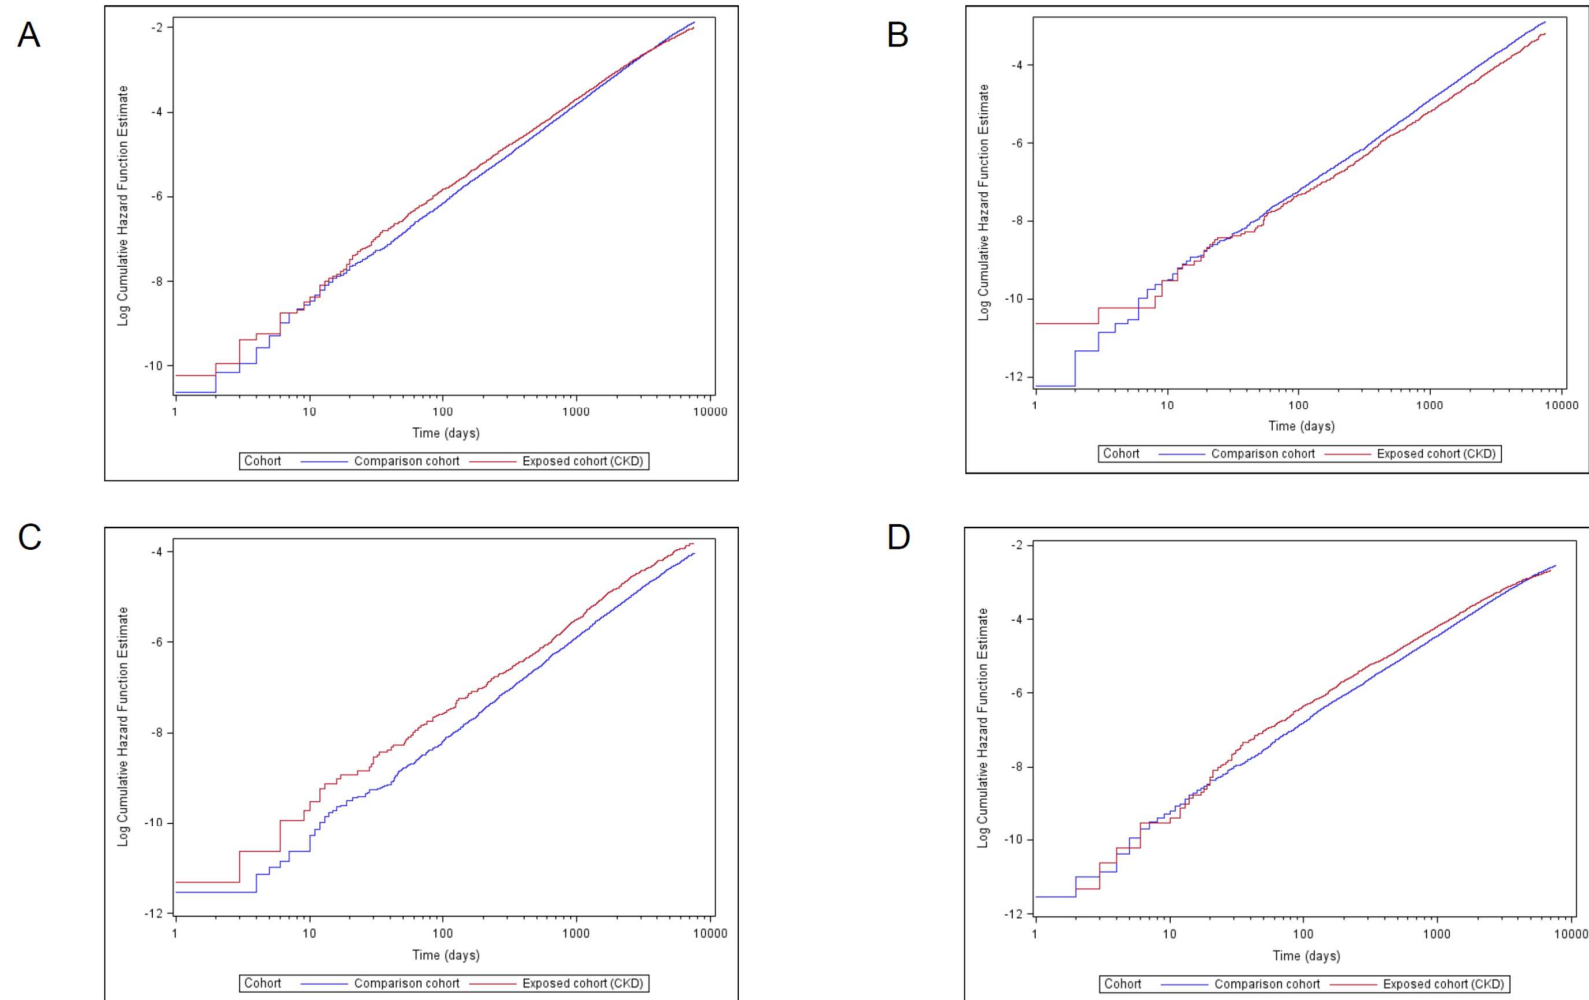 A
Log Cumulative Hazard Function Estimate
-2
-4
-6
-8
-10
1 10 100 1000 10000
Time (days)
Cohort Comparison cohort Exposed cohort (CKD)
B
Log Cumulative Hazard Function Estimate
-4
-6
-8
-10
-12
1 10 100 1000 10000
Time (days)
Cohort Comparison cohort Exposed cohort (CKD)
C
Log Cumulative Hazard Function Estimate
-4
-6
-8
-10
-12
1 10 100 1000 10000
Time (days)
Cohort Comparison cohort Exposed cohort (CKD)
D
Log Cumulative Hazard Function Estimate
-2
-4
-6
-8
-10
-12
1 10 100 1000 10000
Time (days)
Cohort Comparison cohort Exposed cohort (CKD)